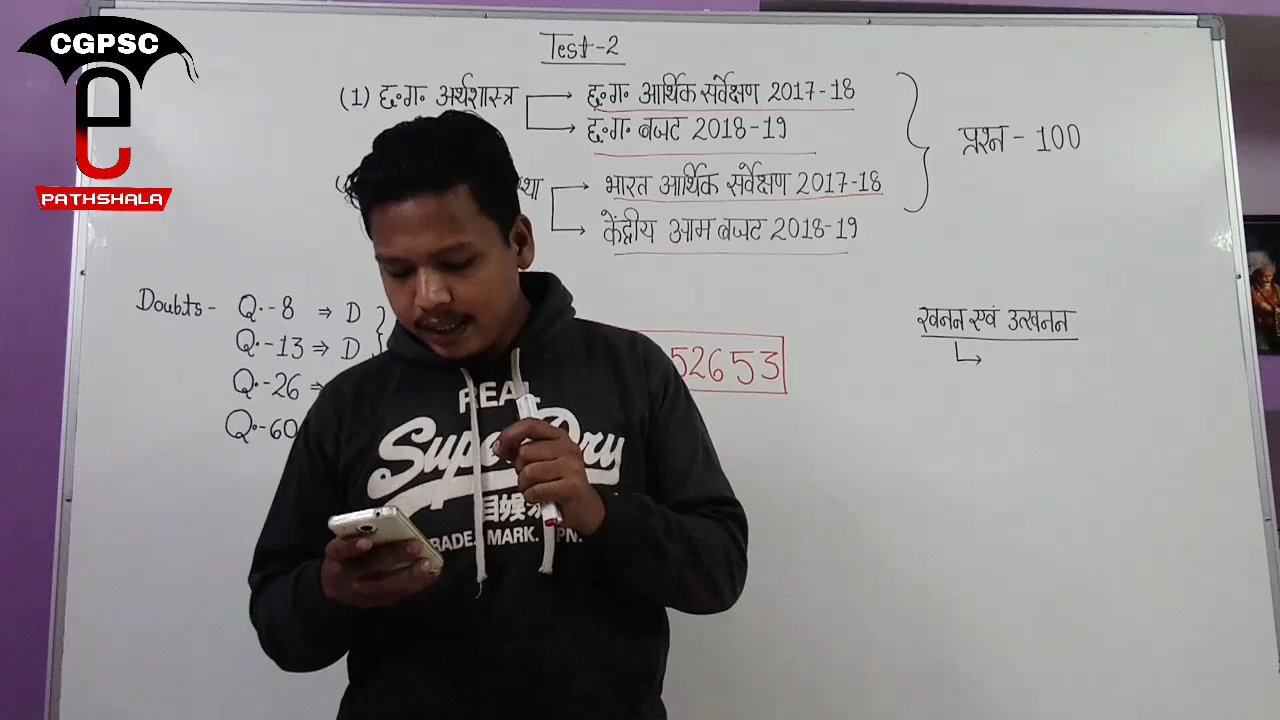 CGPSC
e
PATHSHALA
Test-2
(1) छ॰ग॰ अर्थशास्त्र → छ॰ग॰ आर्थिक सर्वेक्षण 2017-18
→ छ॰ग॰ बजट 2018-19
प्रश्न - 100
→ भारत आर्थिक सर्वेक्षण 2017-18
→ केंद्रीय आम बजट 2018-19
Doubts- Q.-8 ⇒ D
Q.-13 ⇒ D
Q.-26 ⇒
Q.-60
52653
खनन एवं उत्खनन
REAL
Superdry
TRADE MARK. JPN.